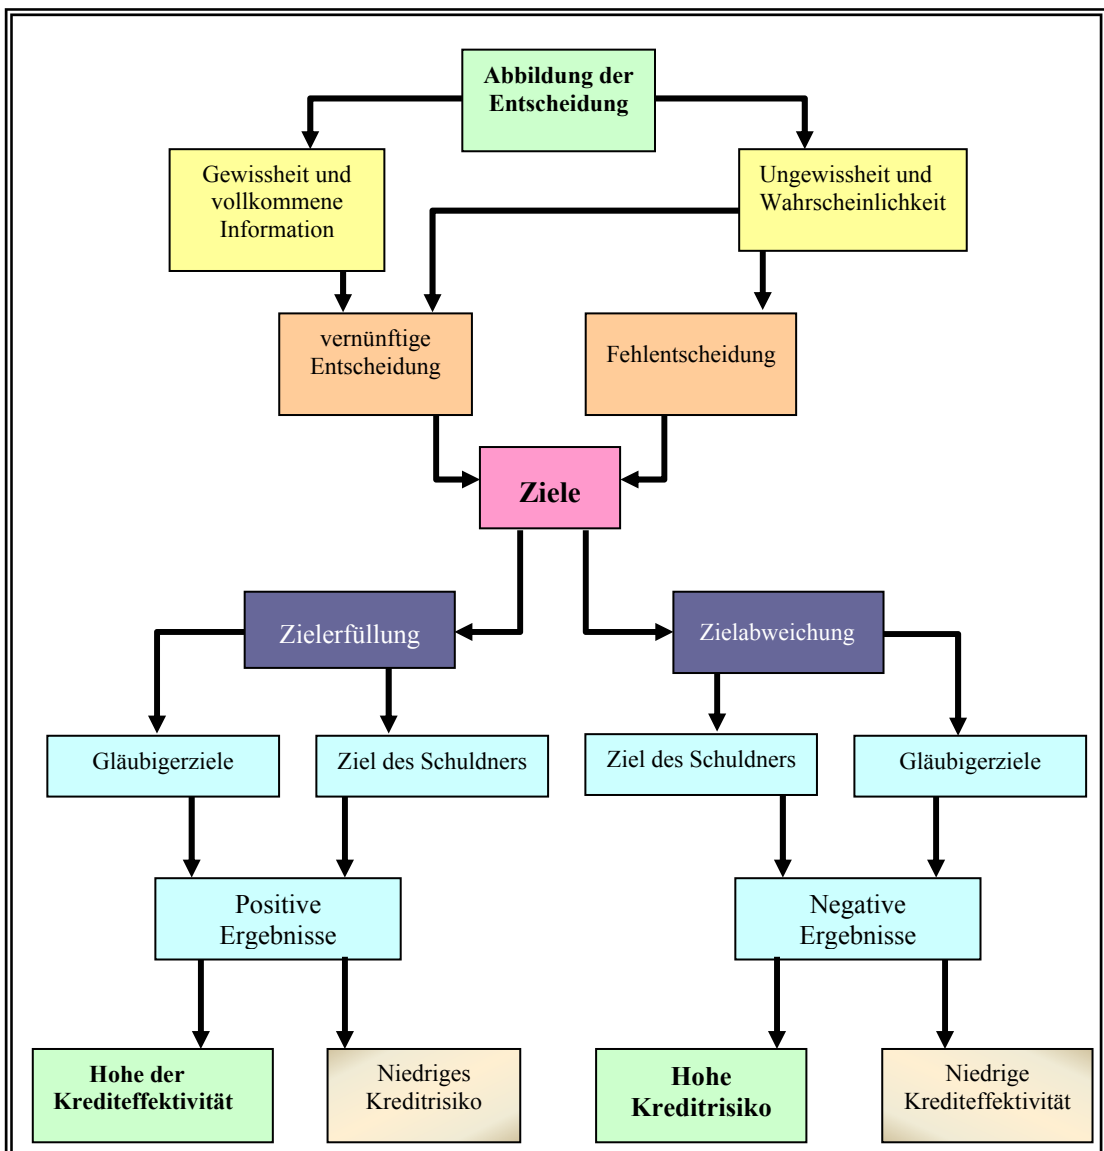 Abbildung der
Entscheidung
Gewissheit und
vollkommene
Information
Ungewissheit und
Wahrscheinlichkeit
vernünftige
Entscheidung
Fehlentscheidung
Ziele
Zielerfüllung
Zielabweichung
Gläubigerziele
Ziel des Schuldners
Ziel des Schuldners
Gläubigerziele
Positive
Ergebnisse
Negative
Ergebnisse
Hohe der
Krediteffektivität
Niedriges
Kreditrisiko
Hohe
Kreditrisiko
Niedrige
Krediteffektivität